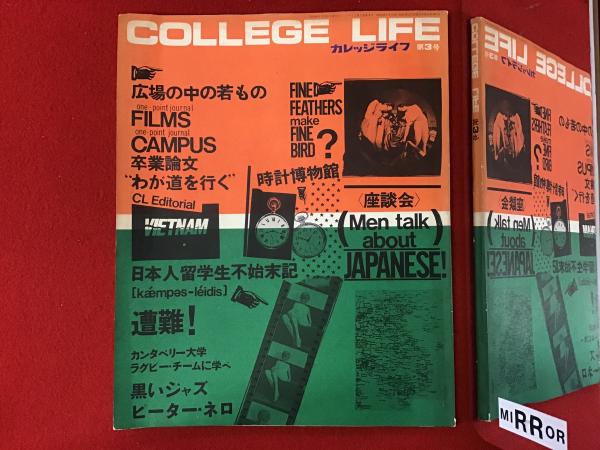 COLLEGE LIFE
カレッジライフ 第3号
広場の中の若もの
one-point journal
FILMS
one-point journal
CAMPUS
卒業論文
“わが道を行ぐ”
CL Editorial
VIETNAM
FINE
FEATHERS
make
FINE
BIRD?
時計博物館
〈座談会〉
(Men talk)
about
JAPANESE!
日本人留学生不始末記
[kǽmpəs-léidis]
遭難!
カンタベリー大学
ラグビー・チームに学べ
黒いジャズ
ピーター・ネロ
MIRROR